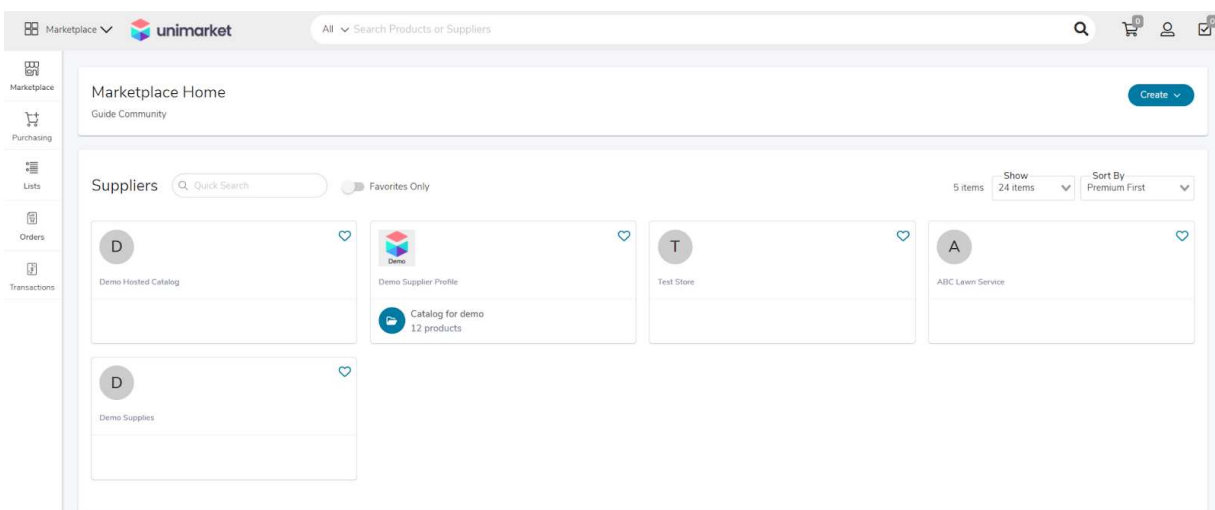 Marketplace
unimarket
All
Search Products or Suppliers
0
0
Marketplace
Purchasing
Lists
Orders
Transactions
Marketplace Home
Guide Community
Create
Suppliers
Quick Search
Favorites Only
5 items
Show
24 items
Sort By
Premium First
D
Demo Hosted Catalog
Demo
Demo Supplier Profile
Catalog for demo
12 products
T
Test Store
A
ABC Lawn Service
D
Demo Supplies